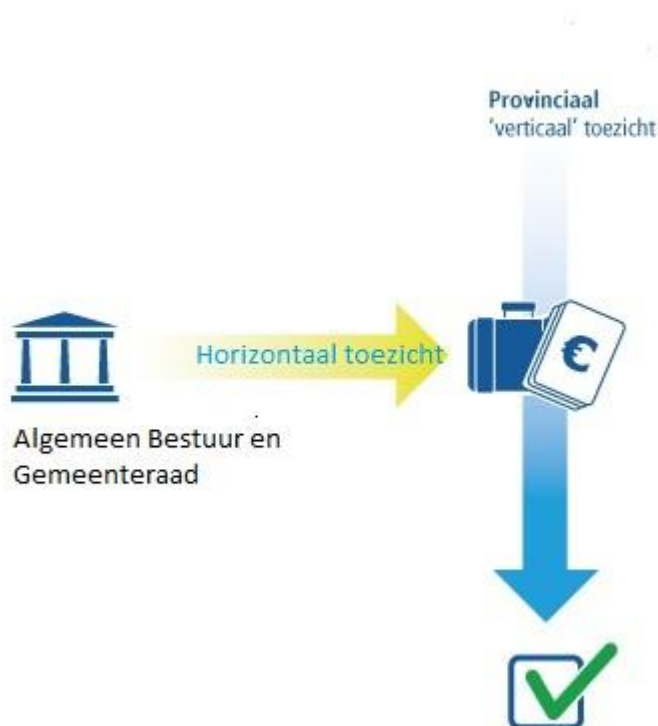 Provinciaal
'verticaal' toezicht
€
Horizontaal toezicht
Algemeen Bestuur en
Gemeenteraad